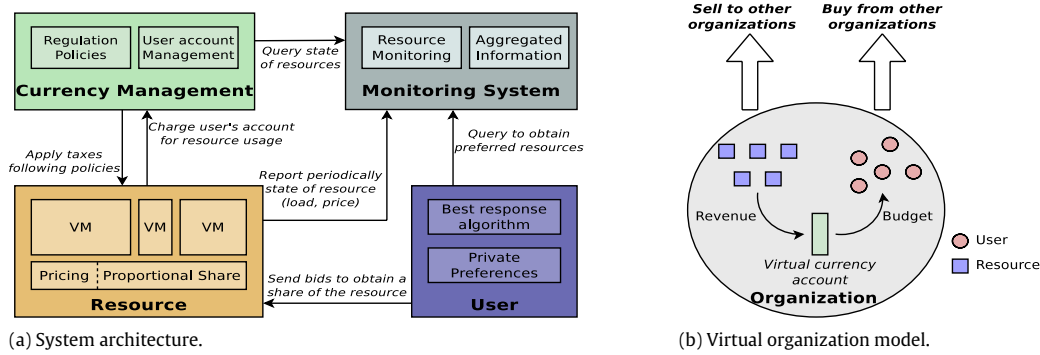 Regulation
Policies
User account
Management
Currency Management
Query state
of resources
Resource
Monitoring
Aggregated
Information
Monitoring System
Charge user's account
for resource usage
Apply taxes
following policies
Query to obtain
preferred resources
Report periodically
state of resource
(load, price)
VM
VM
VM
Pricing
Proportional Share
Resource
Best response
algorithm
Private
Preferences
User
Send bids to obtain a
share of the resource
(a) System architecture.
Sell to other
organizations
Buy from other
organizations
Revenue
Budget
Virtual currency
account
Organization
User
Resource
(b) Virtual organization model.